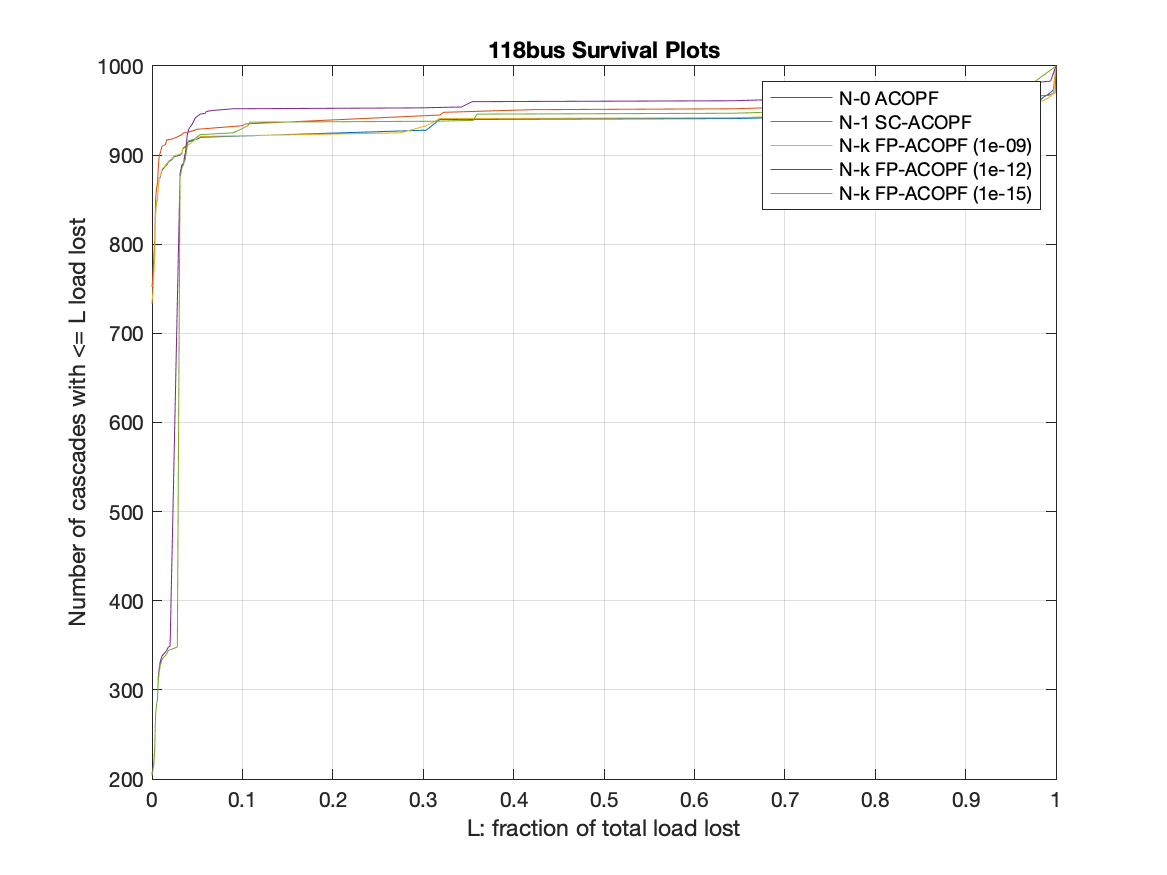 118bus Survival Plots
1000
900
800
700
600
500
400
300
200
Number of cascades with <= L load lost
N-0 ACOPF
N-1 SC-ACOPF
N-k FP-ACOPF (1e-09)
N-k FP-ACOPF (1e-12)
N-k FP-ACOPF (1e-15)
0 0.1 0.2 0.3 0.4 0.5 0.6 0.7 0.8 0.9 1
L: fraction of total load lost